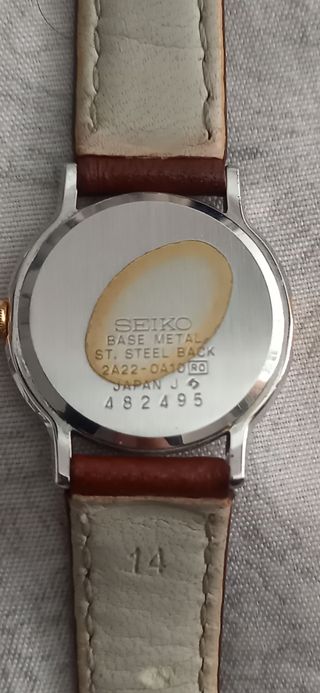 SEIKO
BASE METAL
ST. STEEL BACK
2A22-0A10 RO
JAPAN J
482495
14